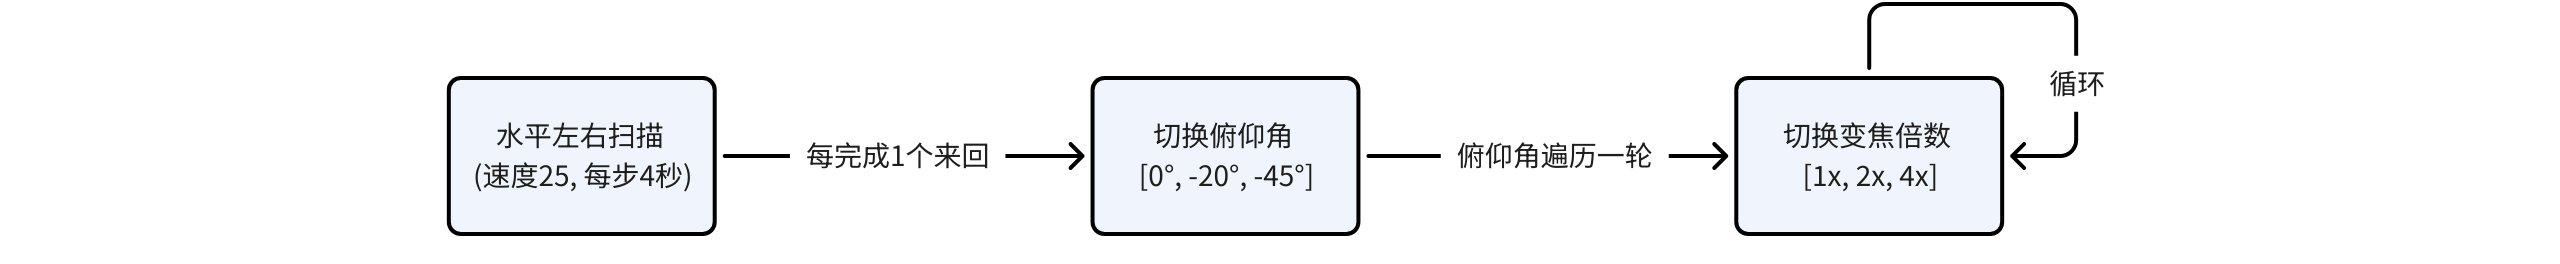 水平左右扫描
(速度25, 每步4秒)
每完成1个来回
切换俯仰角
[0°, -20°, -45°]
俯仰角遍历一轮
切换变焦倍数
[1x, 2x, 4x]
循环